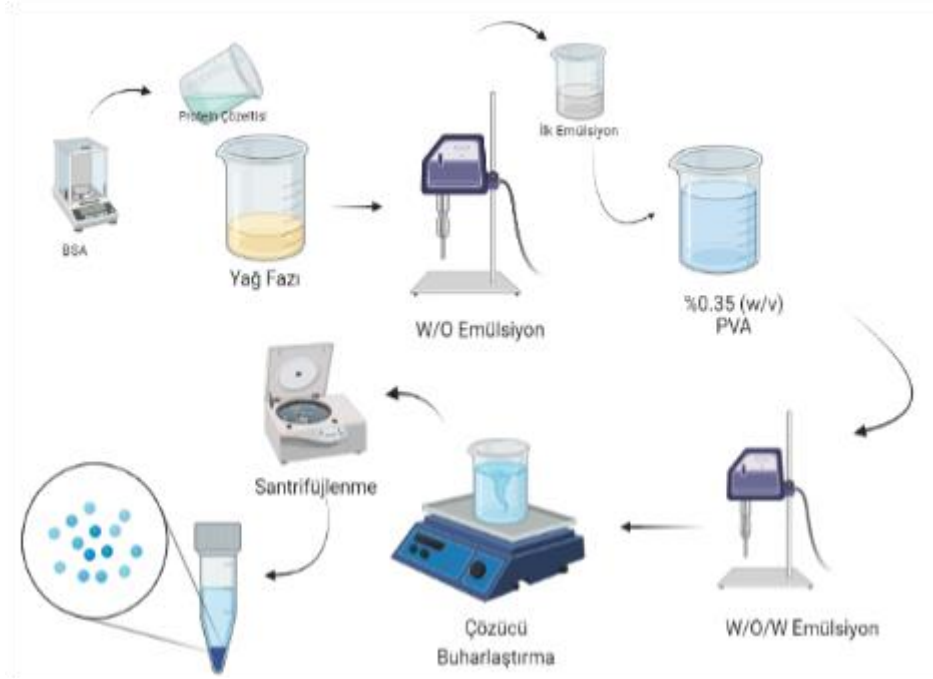 Protein Çözeltisi
BSA
Yağ Fazı
W/O Emülsiyon
İlk Emülsiyon
%0.35 (w/v)
PVA
W/O/W Emülsiyon
Çözücü
Buharlaştırma
Santrifüjlenme